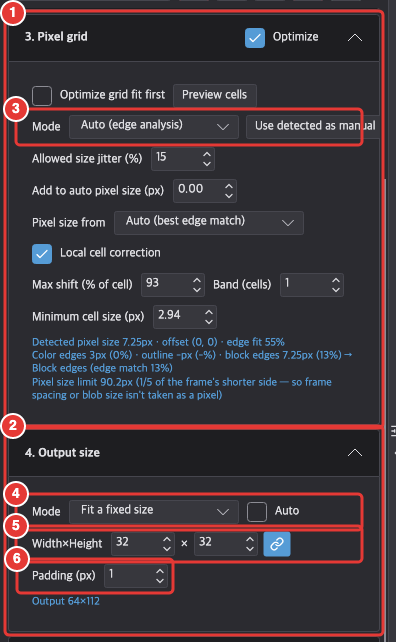 1
3. Pixel grid
Optimize
Optimize grid fit first
Preview cells
3
Mode
Auto (edge analysis)
Use detected as manual
Allowed size jitter (%)
15
Add to auto pixel size (px)
0.00
Pixel size from
Auto (best edge match)
Local cell correction
Max shift (% of cell)
93
Band (cells)
1
Minimum cell size (px)
2.94
Detected pixel size 7.25px · offset (0, 0) · edge fit 55%
Color edges 3px (0%) · outline -px (-%) · block edges 7.25px (13%) →
Block edges (edge match 13%)
Pixel size limit 90.2px (1/5 of the frame's shorter side — so frame
spacing or blob size isn't taken as a pixel)
2
4. Output size
4
Mode
Fit a fixed size
Auto
5
Width×Height
32
×
32
6
Padding (px)
1
Output 64×112